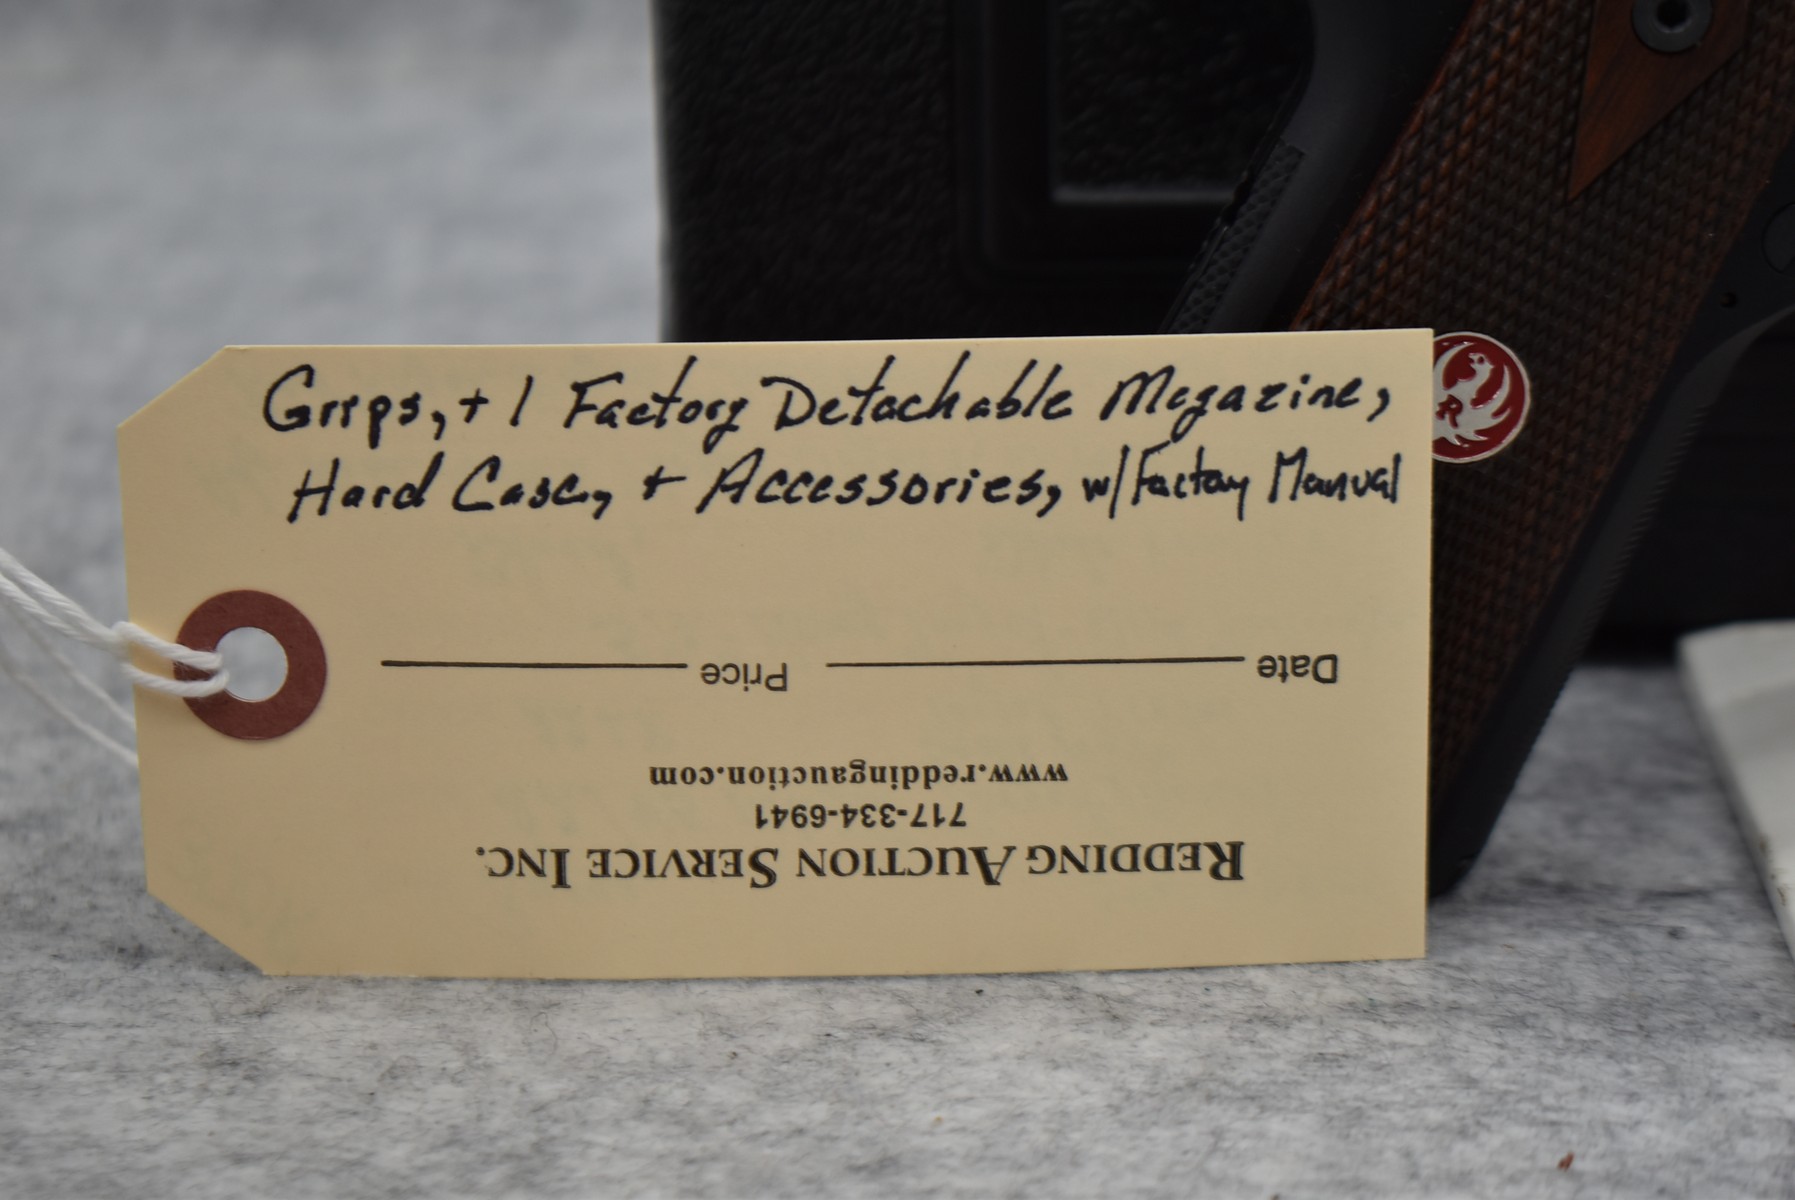 Grips, + 1 Factory Detachable Magazine,
Hard Case, + Accessories, w/Factory Manual
Date Price
www.reddingauction.com
717-334-6941
REDDING AUCTION SERVICE INC.
R